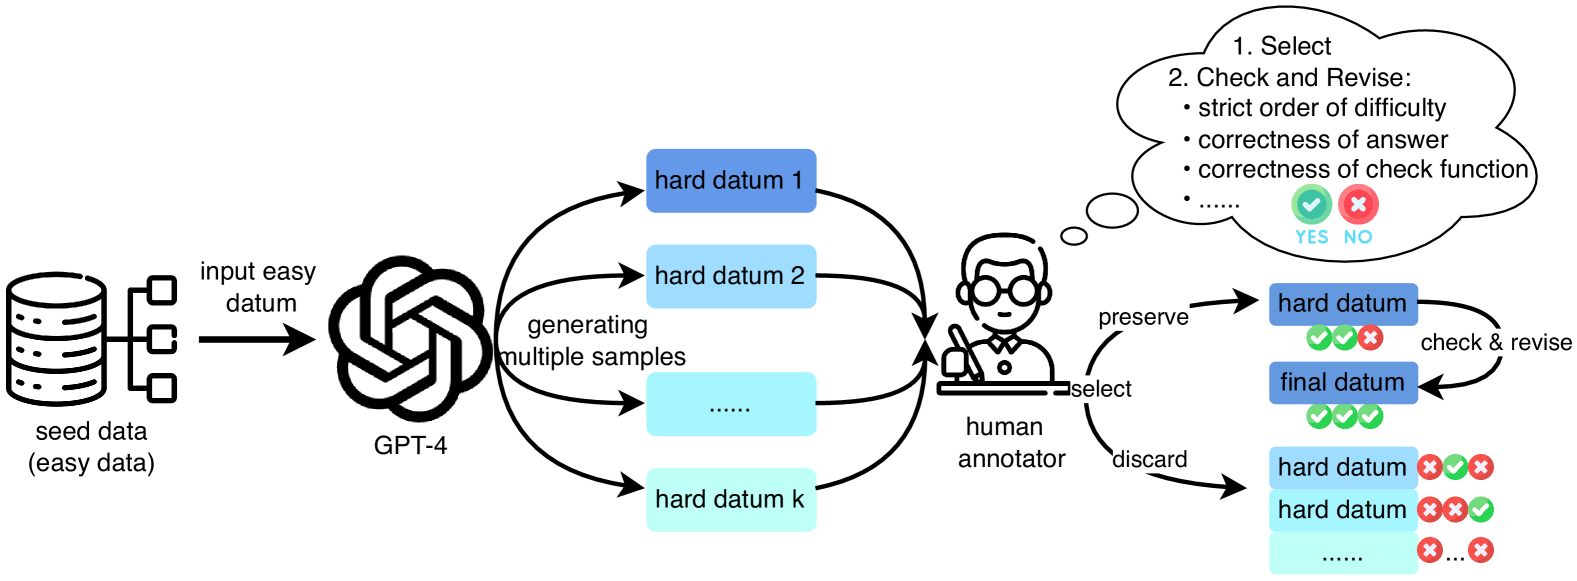 1. Select
2. Check and Revise:
• strict order of difficulty
• correctness of answer
• correctness of check function
• ......
YES NO
input easy
datum
seed data
(easy data)
GPT-4
generating
multiple samples
hard datum 1
hard datum 2
......
hard datum k
human
annotator
select
preserve
discard
hard datum
check & revise
final datum
hard datum
hard datum
......
...